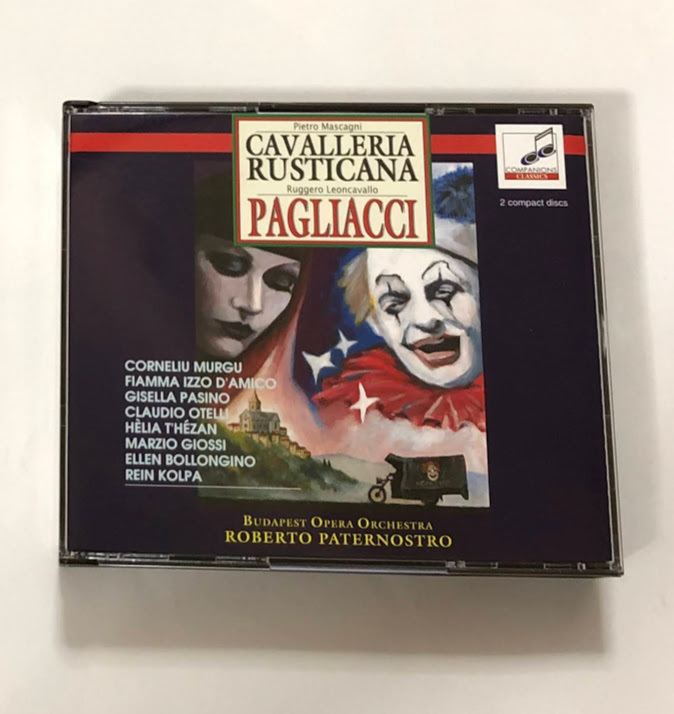 Pietro Mascagni
CAVALLERIA
RUSTICANA
Ruggero Leoncavallo
PAGLIACCI
COMPANIONS
CLASSICS
2 compact discs
CORNELIU MURGU
FIAMMA IZZO D'AMICO
GISELLA PASINO
CLAUDIO OTELLI
HÈLIA T'HÉZAN
MARZIO GIOSSI
ELLEN BOLLONGINO
REIN KOLPA
BUDAPEST OPERA ORCHESTRA
ROBERTO PATERNOSTRO